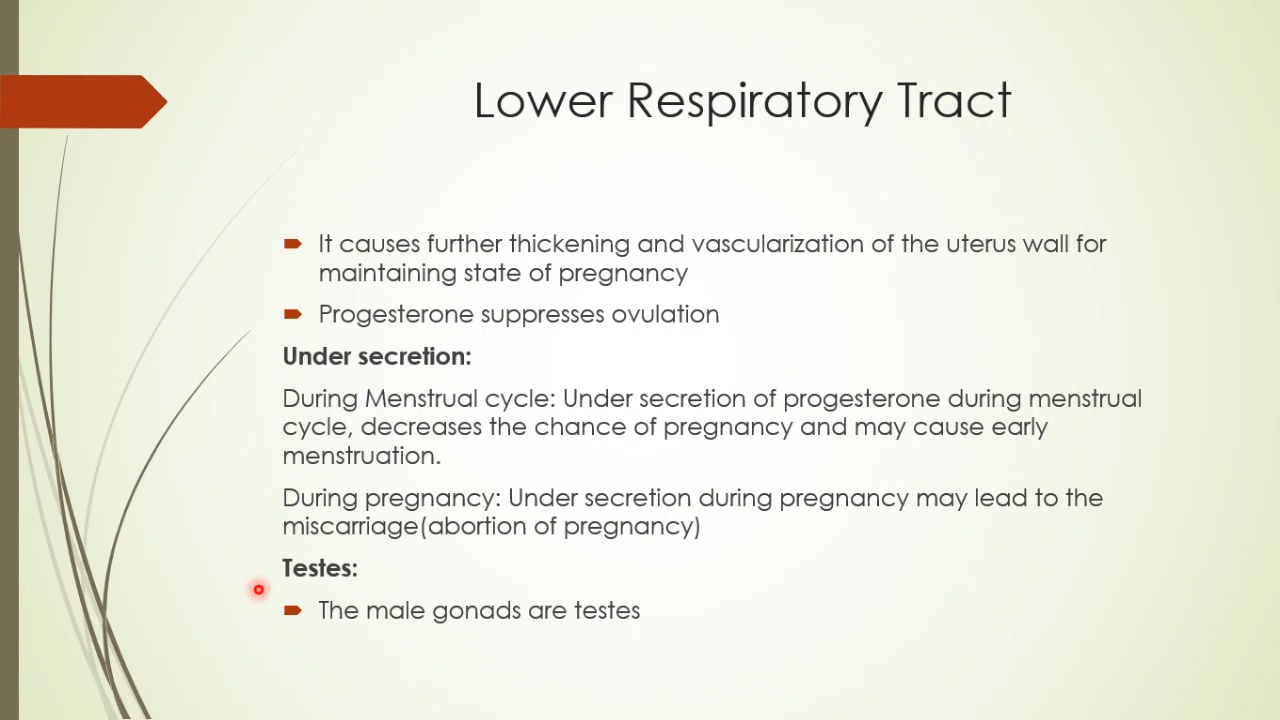 Lower Respiratory Tract
It causes further thickening and vascularization of the uterus wall for
maintaining state of pregnancy
Progesterone suppresses ovulation
Under secretion:
During Menstrual cycle: Under secretion of progesterone during menstrual
cycle, decreases the chance of pregnancy and may cause early
menstruation.
During pregnancy: Under secretion during pregnancy may lead to the
miscarriage(abortion of pregnancy)
Testes:
The male gonads are testes